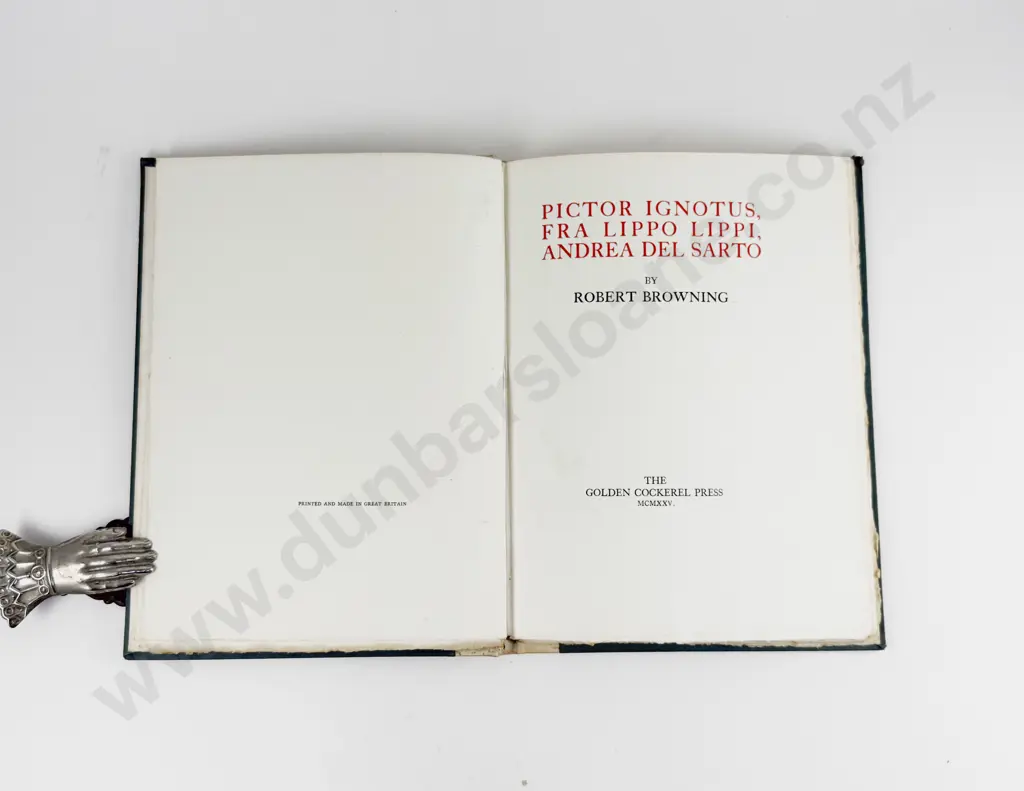 PRINTED AND MADE IN GREAT BRITAIN
PICTOR IGNOTUS,
FRA LIPPO LIPPI,
ANDREA DEL SARTO
BY
ROBERT BROWNING
THE
GOLDEN COCKEREL PRESS
MCMXXV.
www.dunbarsloane.co.nz